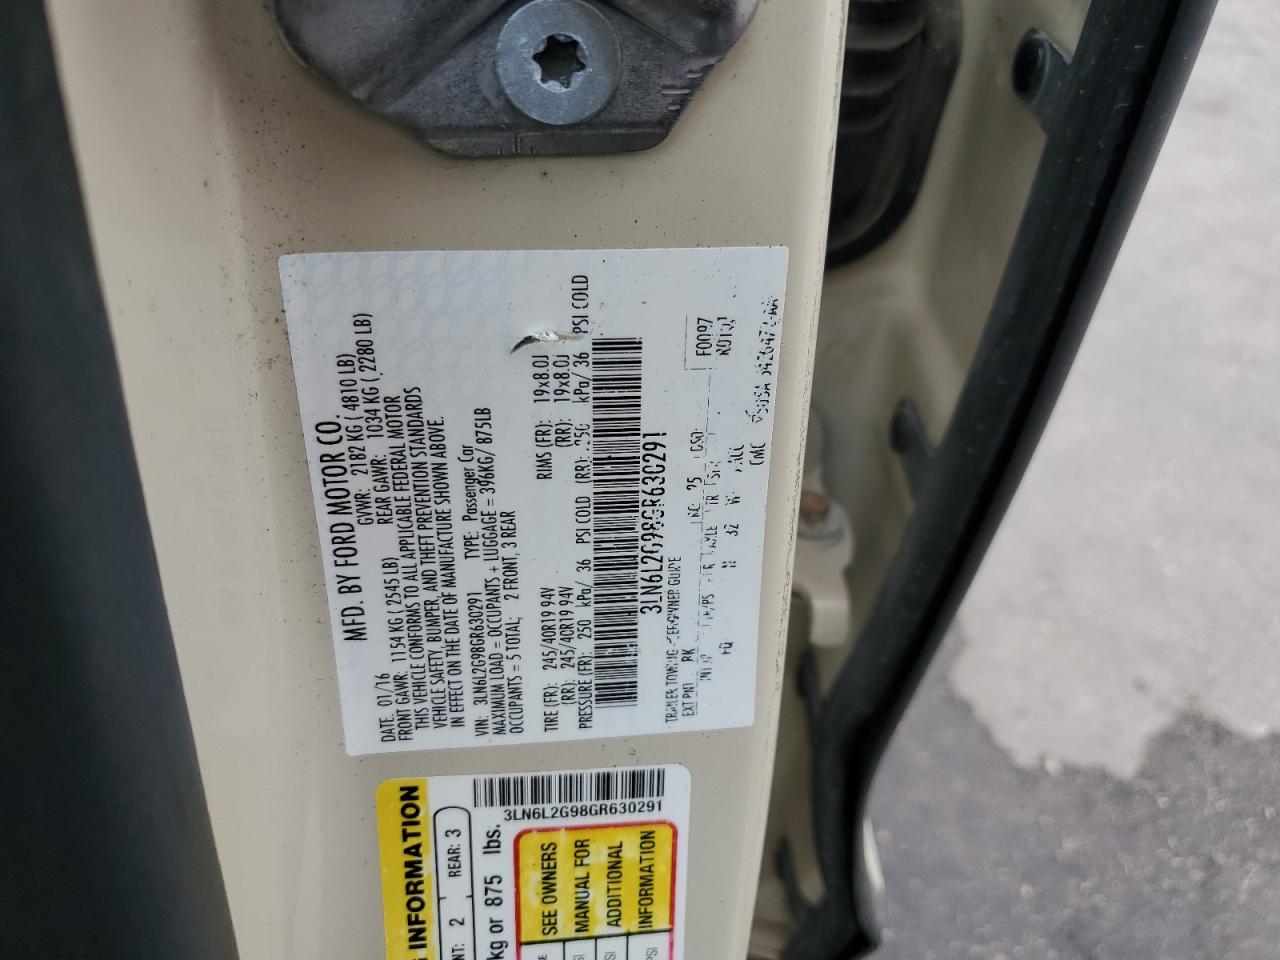 MFD. BY FORD MOTOR CO.
DATE: 01/16 GVWR: 2182 KG ( 4810 LB)
FRONT GAWR: 1154 KG ( 2545 LB) REAR GAWR: 1034 KG ( 2280 LB)
THIS VEHICLE CONFORMS TO ALL APPLICABLE FEDERAL MOTOR
VEHICLE SAFETY, BUMPER, AND THEFT PREVENTION STANDARDS
IN EFFECT ON THE DATE OF MANUFACTURE SHOWN ABOVE.
VIN: 3LN6L2G98GR630291 TYPE: Passenger Car
MAXIMUM LOAD = OCCUPANTS + LUGGAGE = 396KG/ 875LB
OCCUPANTS = 5 TOTAL, 2 FRONT, 3 REAR
TIRE (FR): 245/40R19 94V RIMS (FR): 19x8.0J
(RR): 245/40R19 94V (RR): 19x8.0J
PRESSURE (FR): 250 kPa/ 36 PSI COLD (RR): 250 kPa/ 36 PSI COLD
3LN6L2G98GR630291
F0097
EXT PNT: RK
INFORMATION
NT: 2 REAR: 3
kg or 875 lbs.
3LN6L2G98GR630291
SEE OWNERS
MANUAL FOR
ADDITIONAL
INFORMATION